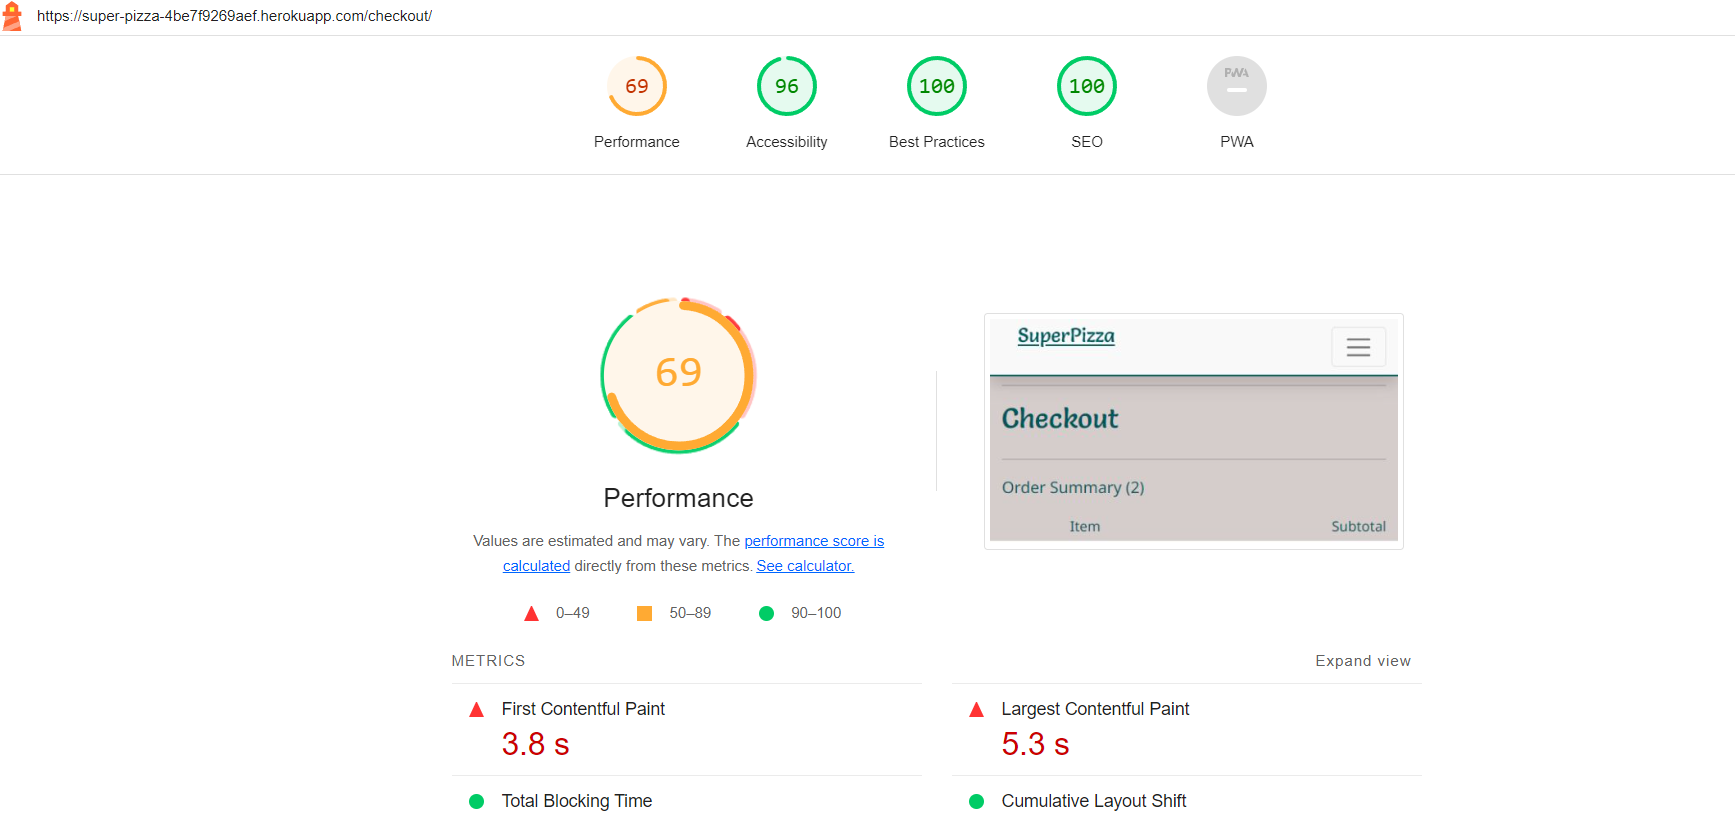 https://super-pizza-4be7f9269aef.herokuapp.com/checkout/
69
96
100
100
PWA
Performance
Accessibility
Best Practices
SEO
PWA
69
Performance
Values are estimated and may vary. The performance score is
calculated directly from these metrics. See calculator.
0–49
50–89
90–100
SuperPizza
Checkout
Order Summary (2)
Item Subtotal
METRICS
Expand view
First Contentful Paint
3.8 s
Largest Contentful Paint
5.3 s
Total Blocking Time
Cumulative Layout Shift